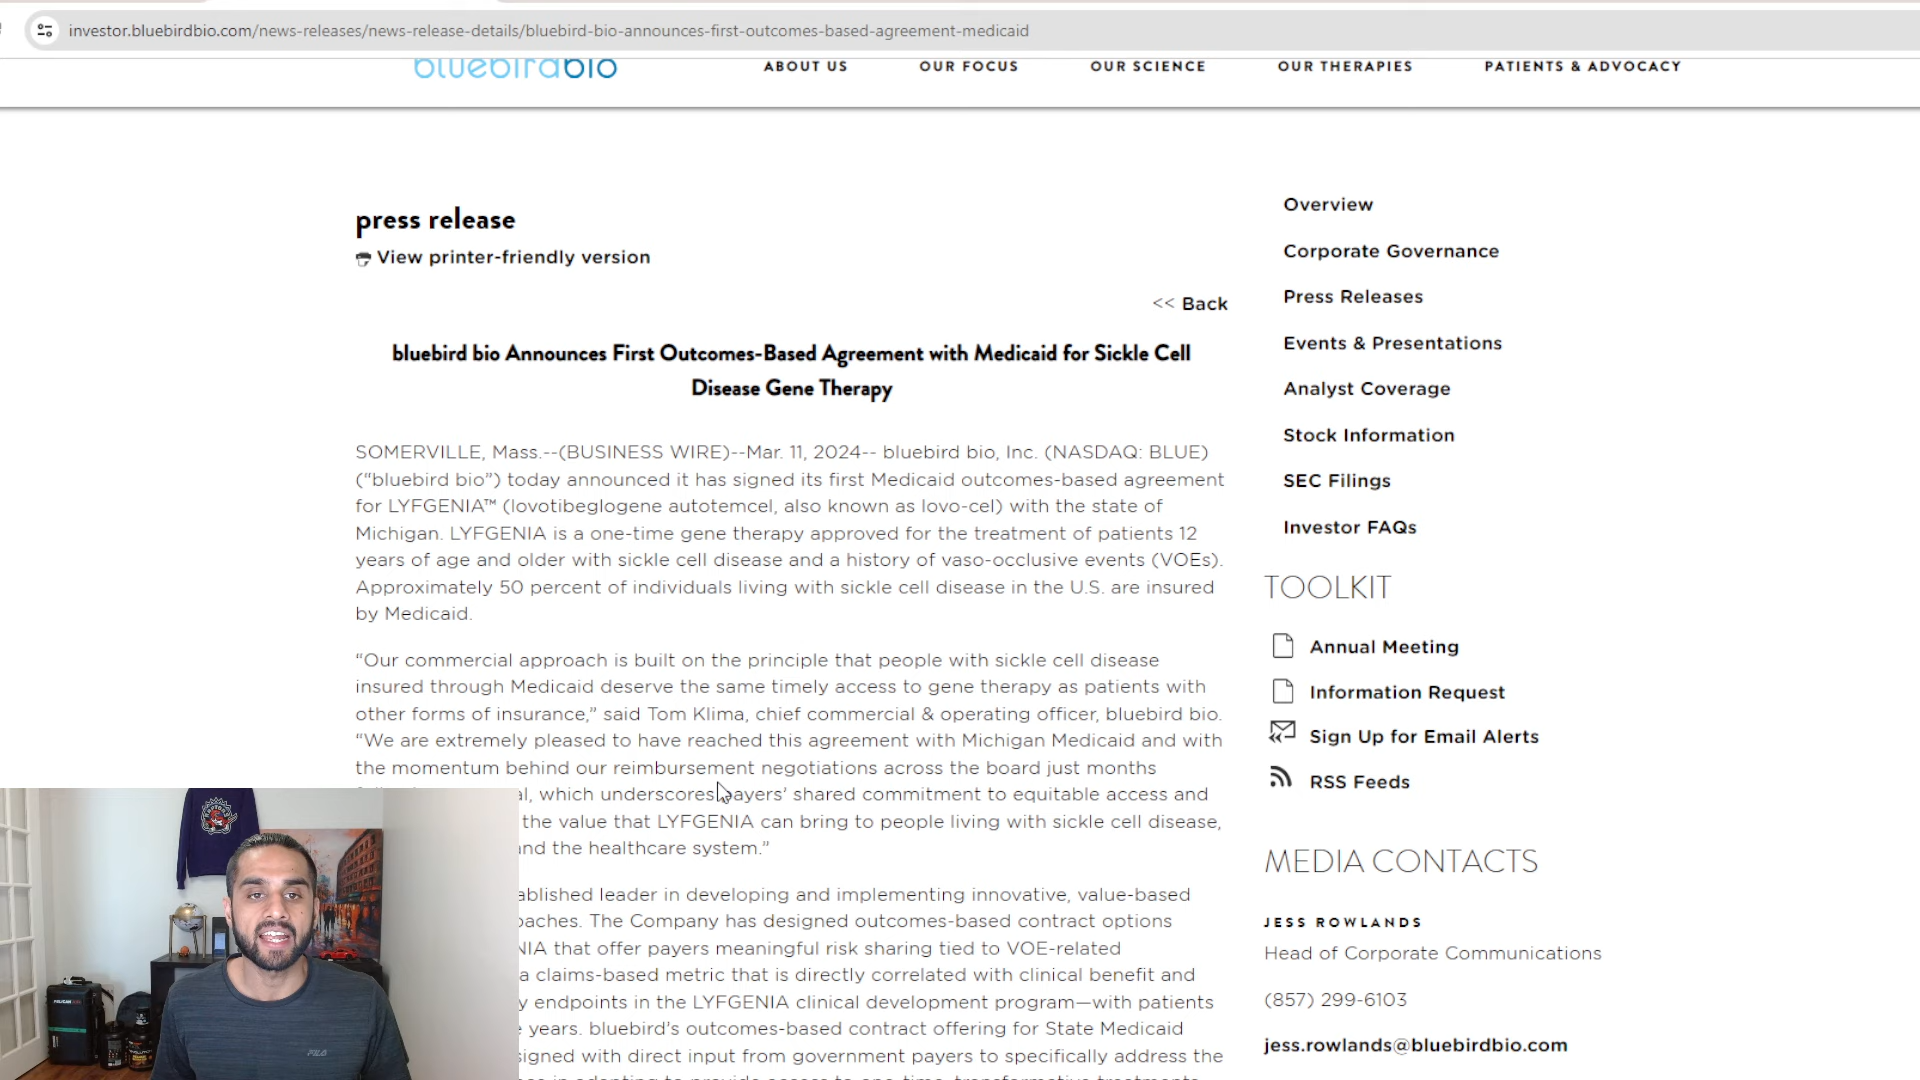 investor.bluebirdbio.com/news-releases/news-release-details/bluebird-bio-announces-first-outcomes-based-agreement-medicaid
bluebirdbio
ABOUT US
OUR FOCUS
OUR SCIENCE
OUR THERAPIES
PATIENTS & ADVOCACY
press release
View printer-friendly version
<< Back
bluebird bio Announces First Outcomes-Based Agreement with Medicaid for Sickle Cell
Disease Gene Therapy
SOMERVILLE, Mass.--(BUSINESS WIRE)--Mar. 11, 2024-- bluebird bio, Inc. (NASDAQ: BLUE)
(“bluebird bio”) today announced it has signed its first Medicaid outcomes-based agreement
for LYFGENIA™ (lovotibeglogene autotemcel, also known as lovo-cel) with the state of
Michigan. LYFGENIA is a one-time gene therapy approved for the treatment of patients 12
years of age and older with sickle cell disease and a history of vaso-occlusive events (VOEs).
Approximately 50 percent of individuals living with sickle cell disease in the U.S. are insured
by Medicaid.
“Our commercial approach is built on the principle that people with sickle cell disease
insured through Medicaid deserve the same timely access to gene therapy as patients with
other forms of insurance,” said Tom Klima, chief commercial & operating officer, bluebird bio.
“We are extremely pleased to have reached this agreement with Michigan Medicaid and with
the momentum behind our reimbursement negotiations across the board just months
which underscores payers’ shared commitment to equitable access and
the value that LYFGENIA can bring to people living with sickle cell disease,
and the healthcare system.”
leader in developing and implementing innovative, value-based
The Company has designed outcomes-based contract options
that offer payers meaningful risk sharing tied to VOE-related
a claims-based metric that is directly correlated with clinical benefit and
endpoints in the LYFGENIA clinical development program—with patients
years. bluebird’s outcomes-based contract offering for State Medicaid
with direct input from government payers to specifically address the
Overview
Corporate Governance
Press Releases
Events & Presentations
Analyst Coverage
Stock Information
SEC Filings
Investor FAQs
TOOLKIT
Annual Meeting
Information Request
Sign Up for Email Alerts
RSS Feeds
MEDIA CONTACTS
JESS ROWLANDS
Head of Corporate Communications
(857) 299-6103
jess.rowlands@bluebirdbio.com
RAPTORS
PELICAN
FILA